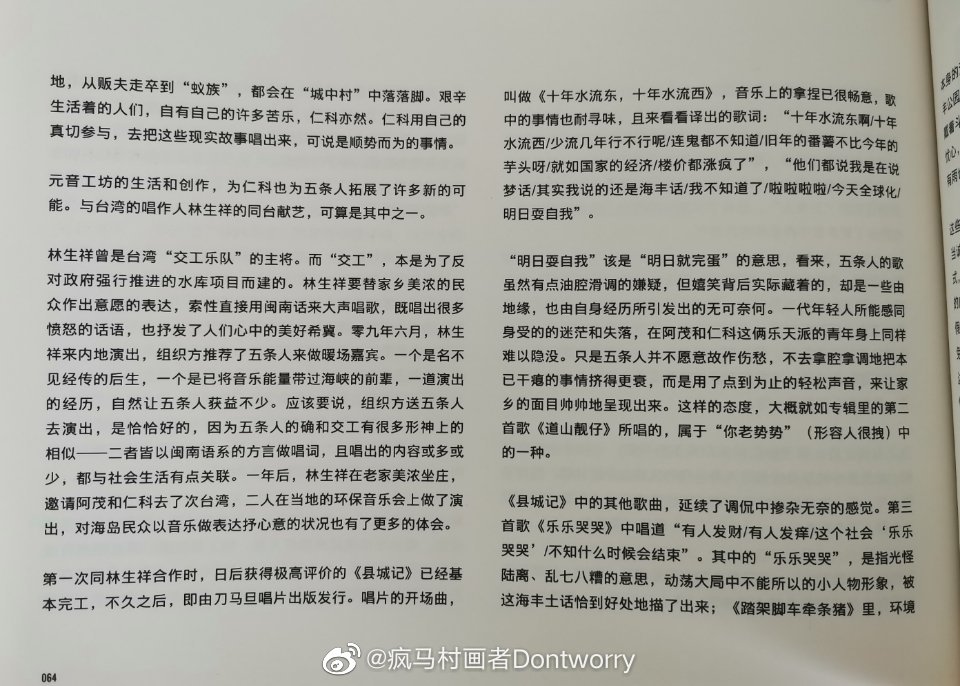 地，从贩夫走卒到“蚁族”，都会在“城中村”中落落脚。艰辛
生活着的人们，自有自己的许多苦乐，仁科亦然。仁科用自己的
真切参与，去把这些现实故事唱出来，可说是顺势而为的事情。
元音工坊的生活和创作，为仁科也为五条人拓展了许多新的可
能。与台湾的唱作人林生祥的同台献艺，可算是其中之一。
林生祥曾是台湾“交工乐队”的主将。而“交工”，本是为了反
对政府强行推进的水库项目而建的。林生祥要替家乡美浓的民
众作出意愿的表达，索性直接用闽南话来大声唱歌，既唱出很多
愤怒的话语，也抒发了人们心中的美好希冀。零九年六月，林生
祥来内地演出，组织方推荐了五条人来做暖场嘉宾。一个是名不
见经传的后生，一个是已将音乐能量带过海峡的前辈，一道演出
的经历，自然让五条人获益不少。应该要说，组织方送五条人
去演出，是恰恰好的，因为五条人的确和交工有很多形神上的
相似——二者皆以闽南语系的方言做唱词，且唱出的内容或多或
少，都与社会生活有点关联。一年后，林生祥在老家美浓坐庄，
邀请阿茂和仁科去了次台湾，二人在当地的环保音乐会上做了演
出，对海岛民众以音乐做表达抒心意的状况也有了更多的体会。
第一次同林生祥合作时，日后获得极高评价的《县城记》已经基
本完工，不久之后，即由刀马旦唱片出版发行。唱片的开场曲，
064
叫做《十年水流东，十年水流西》，音乐上的拿捏已很畅意，歌
中的事情也耐寻味，且来看看译出的歌词：“十年水流东啊/十年
水流西/少流几年行不行呢/连鬼都不知道/旧年的番薯不比今年的
芋头呀/就如国家的经济/楼价都涨疯了”，“他们都说我是在说
梦话/其实我说的还是海丰话/我不知道了/啦啦啦啦/今天全球化/
明日耍自我”。
“明日耍自我”该是“明日就完蛋”的意思，看来，五条人的歌
虽然有点油腔滑调的嫌疑，但嬉笑背后实际藏着的，却是一些由
地缘，也由自身经历所引发出的无可奈何。一代年轻人所能感同
身受的的迷茫和失落，在阿茂和仁科这俩乐天派的青年身上同样
难以隐没。只是五条人并不愿意故作伤愁，不去拿腔拿调地把本
已干瘪的事情挤得更衰，而是用了点到为止的轻松声音，来让家
乡的面目帅帅地呈现出来。这样的态度，大概就如专辑里的第二
首歌《道山靓仔》所唱的，属于“你老势势”（形容人很拽）中
的一种。
《县城记》中的其他歌曲，延续了调侃中掺杂无奈的感觉。第三
首歌《乐乐哭哭》中唱道“有人发财/有人发痒/这个社会‘乐乐
哭哭’/不知什么时候会结束”。其中的“乐乐哭哭”，是指光怪
陆离、乱七八糟的意思，动荡大局中不能所以的小人物形象，被
这海丰土话恰到好处地描了出来；《踏架脚车牵条猪》里，环境
@疯马村画者Dontworry